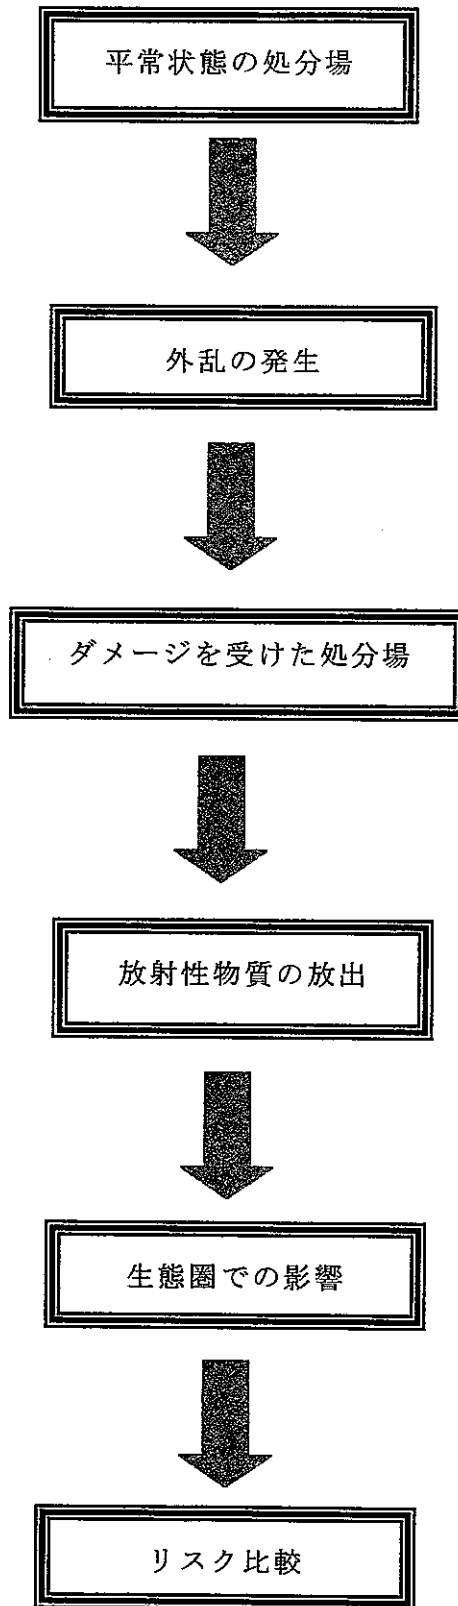 平常状態の処分場
外乱の発生
ダメージを受けた処分場
放射性物質の放出
生態圏での影響
リスク比較